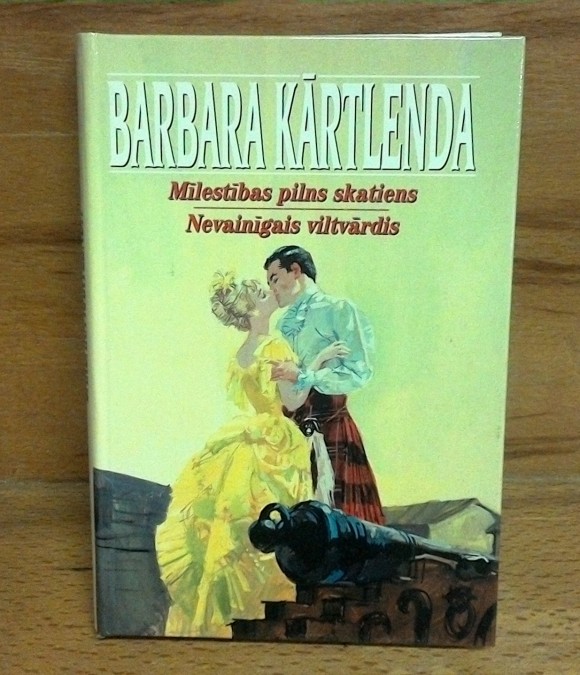 BARBARA KĀRTLENDA
Mīlestības pilns skatiens
Nevainīgais viltvārdis